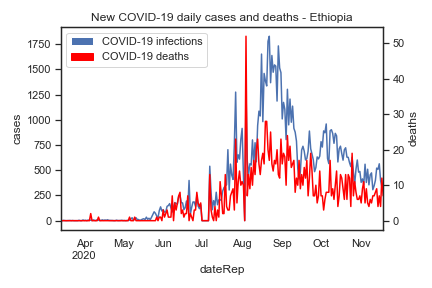 New COVID-19 daily cases and deaths - Ethiopia
COVID-19 infections
COVID-19 deaths
1750
1500
1250
1000
750
500
250
0
cases
50
40
30
20
10
0
deaths
Apr May Jun Jul Aug Sep Oct Nov
2020
dateRep